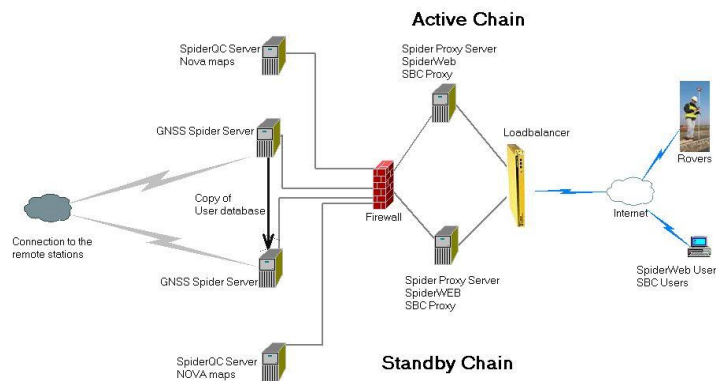 Active Chain
SpiderQC Server
Nova maps
Spider Proxy Server
SpiderWeb
SBC Proxy
GNSS Spider Server
Loadbalancer
Rovers
Copy of
User database
Firewall
Internet
Connection to the
remote stations
GNSS Spider Server
Spider Proxy Server
SpiderWEB
SBC Proxy
SpiderWeb User
SBC Users
SpiderQC Server
NOVA maps
Standby Chain